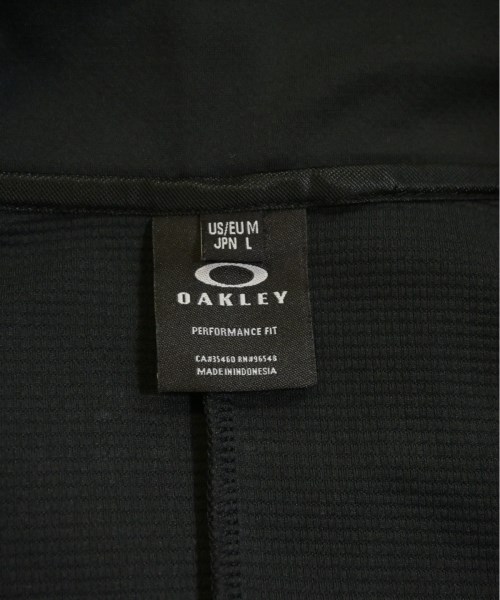 US/EU M
JPN L
OAKLEY
PERFORMANCE FIT
CA#35460 RN#96548
MADE IN INDONESIA